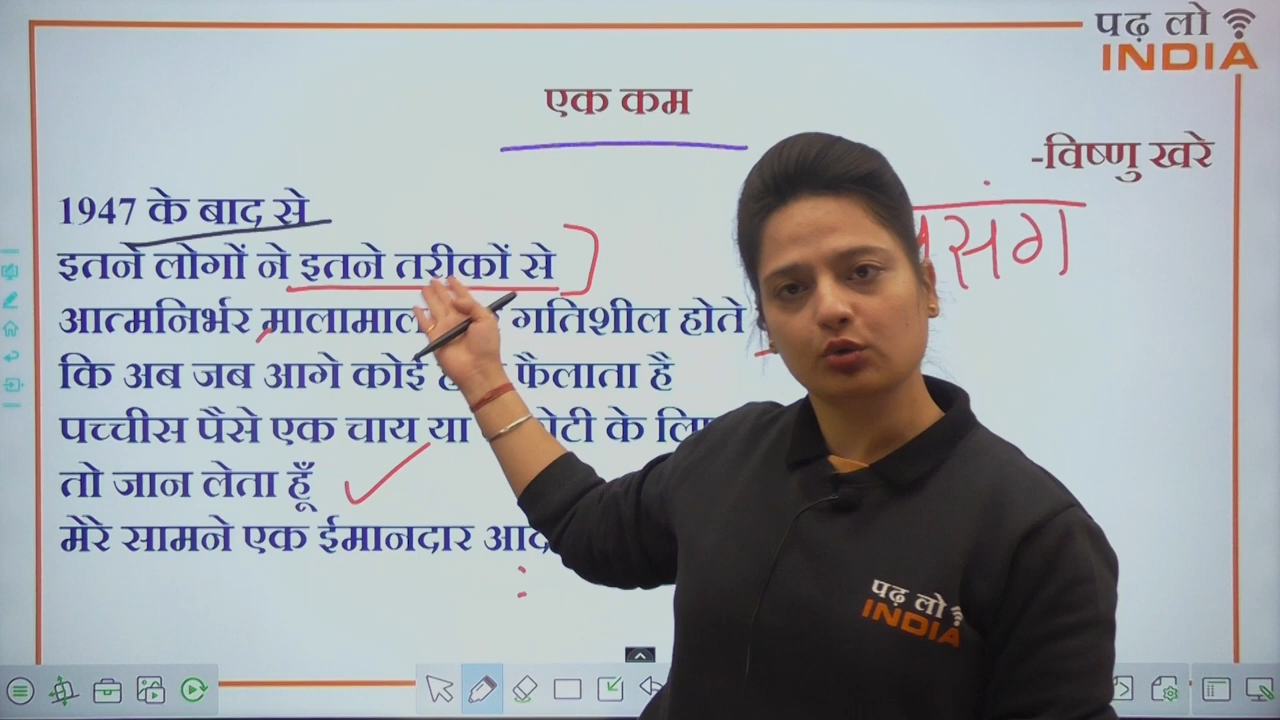 पढ़ लो
INDIA
एक कम
-विष्णु खरे
1947 के बाद से
इतने लोगों ने इतने तरीकों से
आत्मनिर्भर मालामाल गतिशील होते
कि अब जब आगे कोई फैलाता है
पच्चीस पैसे एक चाय या के
तो जान लेता हूँ
मेरे सामने एक ईमानदार
पढ़ लो
INDIA